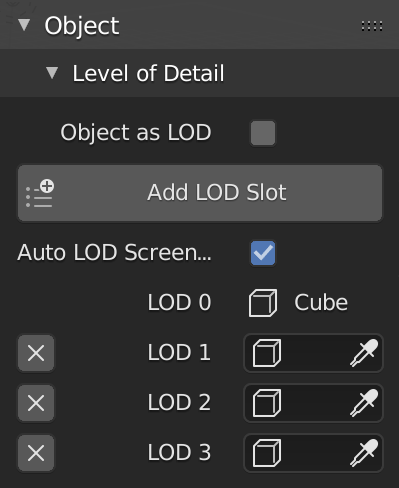 Object
Level of Detail
Object as LOD
Add LOD Slot
Auto LOD Screen...
LOD 0 Cube
LOD 1
LOD 2
LOD 3